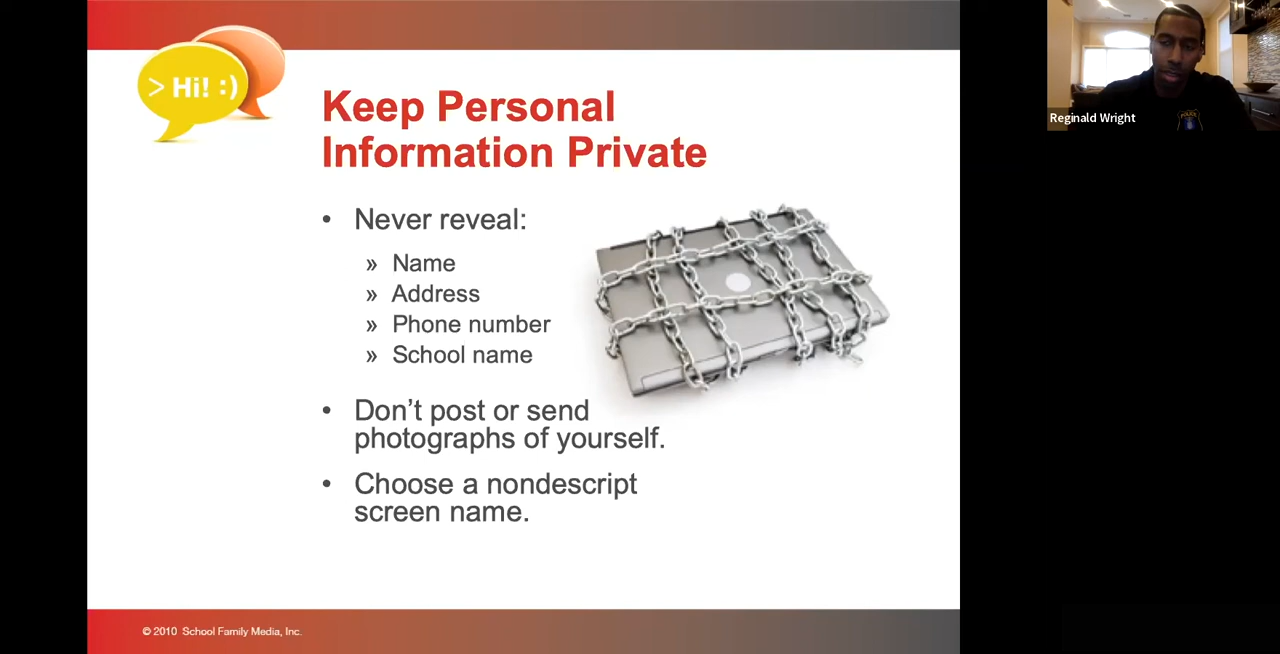 > Hi! :)
Keep Personal
Information Private
• Never reveal:
» Name
» Address
» Phone number
» School name
• Don’t post or send
photographs of yourself.
• Choose a nondescript
screen name.
© 2010 School Family Media, Inc.
Reginald Wright
POLICE